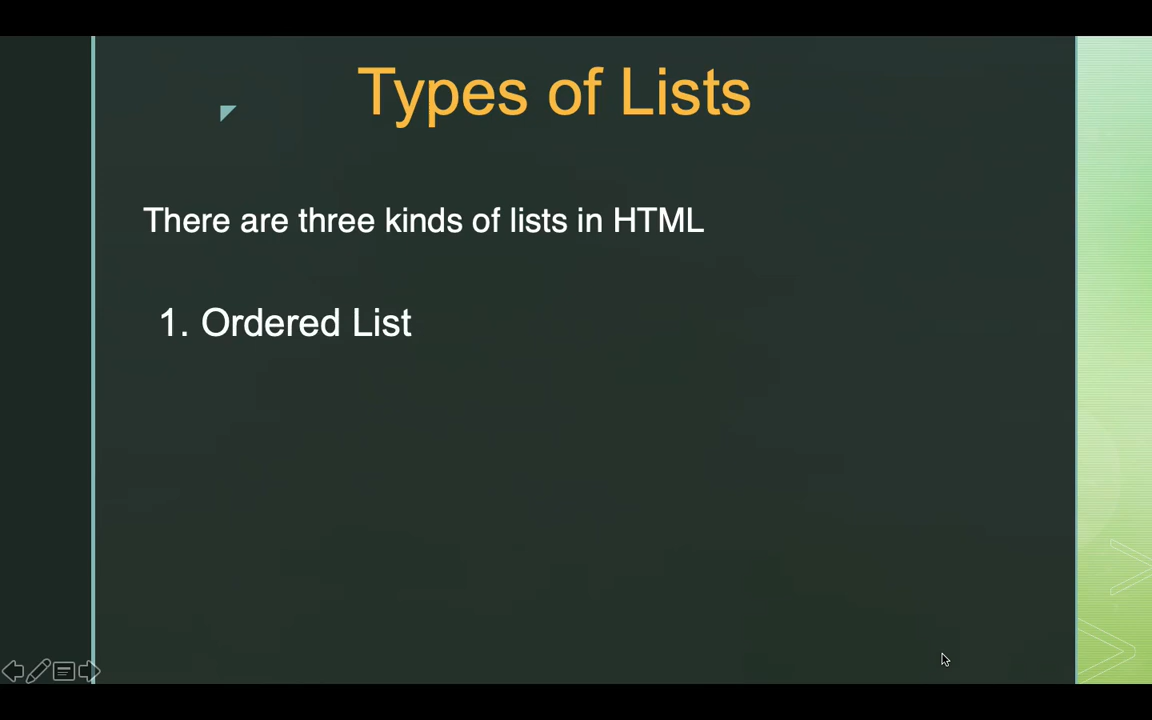 Types of Lists
There are three kinds of lists in HTML
1. Ordered List